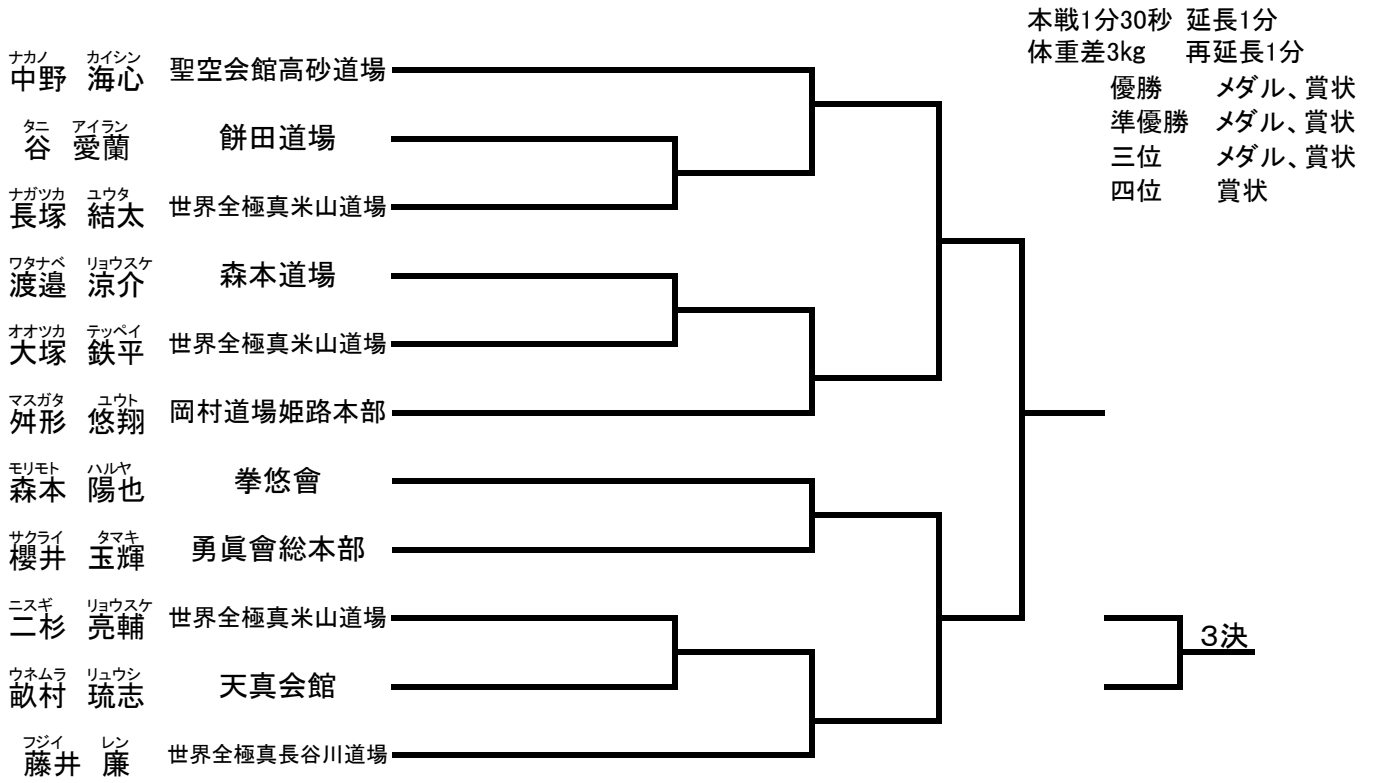 本戦1分30秒 延長1分
体重差3kg 再延長1分
優勝 メダル、賞状
準優勝 メダル、賞状
三位 メダル、賞状
四位 賞状
ナカノ カイシン
中野 海心 聖空会館高砂道場
タニ アイラン
谷 愛蘭 餅田道場
ナガツカ ユウタ
長塚 結太 世界全極真米山道場
ワタナベ リョウスケ
渡邉 涼介 森本道場
オオツカ テッペイ
大塚 鉄平 世界全極真米山道場
マスガタ ユウト
舛形 悠翔 岡村道場姫路本部
モリモト ハルヤ
森本 陽也 拳悠會
サクライ タマキ
櫻井 玉輝 勇眞會総本部
ニスギ リョウスケ
二杉 亮輔 世界全極真米山道場
ウネムラ リュウシ
畝村 琉志 天真会館
フジイ レン
藤井 廉 世界全極真長谷川道場
３決